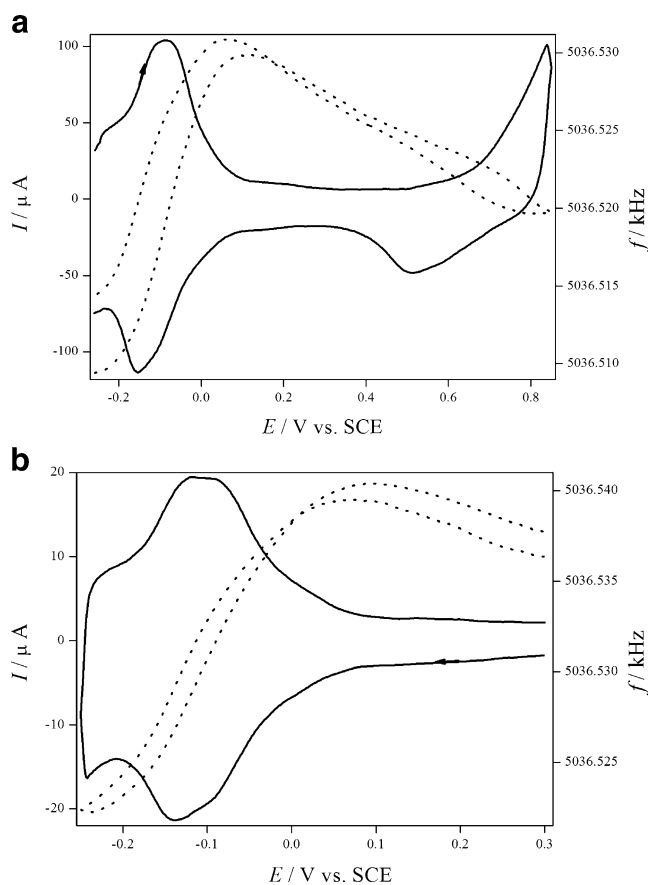 a
100
50
0
-50
-100
I / μ A
5036.530
5036.525
5036.520
5036.515
5036.510
f / kHz
-0.2 0.0 0.2 0.4 0.6 0.8
E / V vs. SCE
b
20
10
0
-10
-20
I / μ A
5036.540
5036.535
5036.530
5036.525
f / kHz
-0.2 -0.1 0.0 0.1 0.2 0.3
E / V vs. SCE